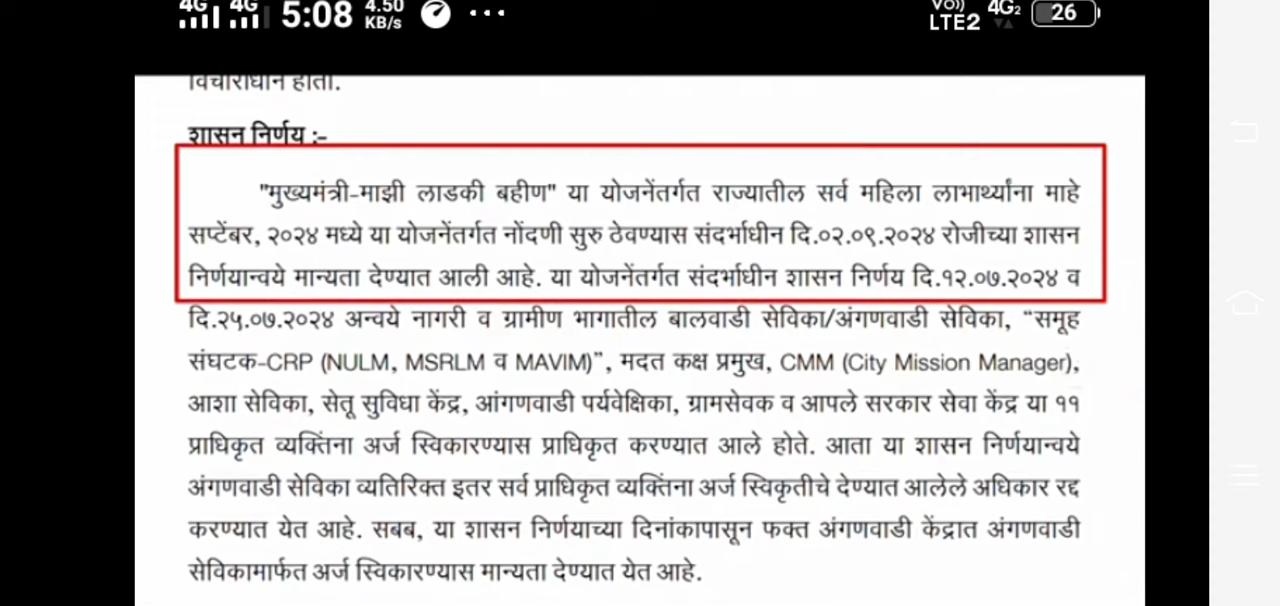 4G 4G 5:08 4.50 KB/s ... VoD LTE2 4G2 26
विचाराधीन होती.
शासन निर्णय :-
"मुख्यमंत्री-माझी लाडकी बहीण" या योजनेंतर्गत राज्यातील सर्व महिला लाभार्थ्यांना माहे
सप्टेंबर, २०२४ मध्ये या योजनेंतर्गत नोंदणी सुरु ठेवण्यास संदर्भाधीन दि.०२.०९.२०२४ रोजीच्या शासन
निर्णयान्वये मान्यता देण्यात आली आहे. या योजनेंतर्गत संदर्भाधीन शासन निर्णय दि.१२.०७.२०२४ व
दि.२५.०७.२०२४ अन्वये नागरी व ग्रामीण भागातील बालवाडी सेविका/अंगणवाडी सेविका, “समूह
संघटक-CRP (NULM, MSRLM व MAVIM)”, मदत कक्ष प्रमुख, CMM (City Mission Manager),
आशा सेविका, सेतू सुविधा केंद्र, आंगणवाडी पर्यवेक्षिका, ग्रामसेवक व आपले सरकार सेवा केंद्र या ११
प्राधिकृत व्यक्तिंना अर्ज स्विकारण्यास प्राधिकृत करण्यात आले होते. आता या शासन निर्णयान्वये
अंगणवाडी सेविका व्यतिरिक्त इतर सर्व प्राधिकृत व्यक्तिंना अर्ज स्विकृतीचे देण्यात आलेले अधिकार रद्द
करण्यात येत आहे. सबब, या शासन निर्णयाच्या दिनांकापासून फक्त अंगणवाडी केंद्रात अंगणवाडी
सेविकामार्फत अर्ज स्विकारण्यास मान्यता देण्यात येत आहे.